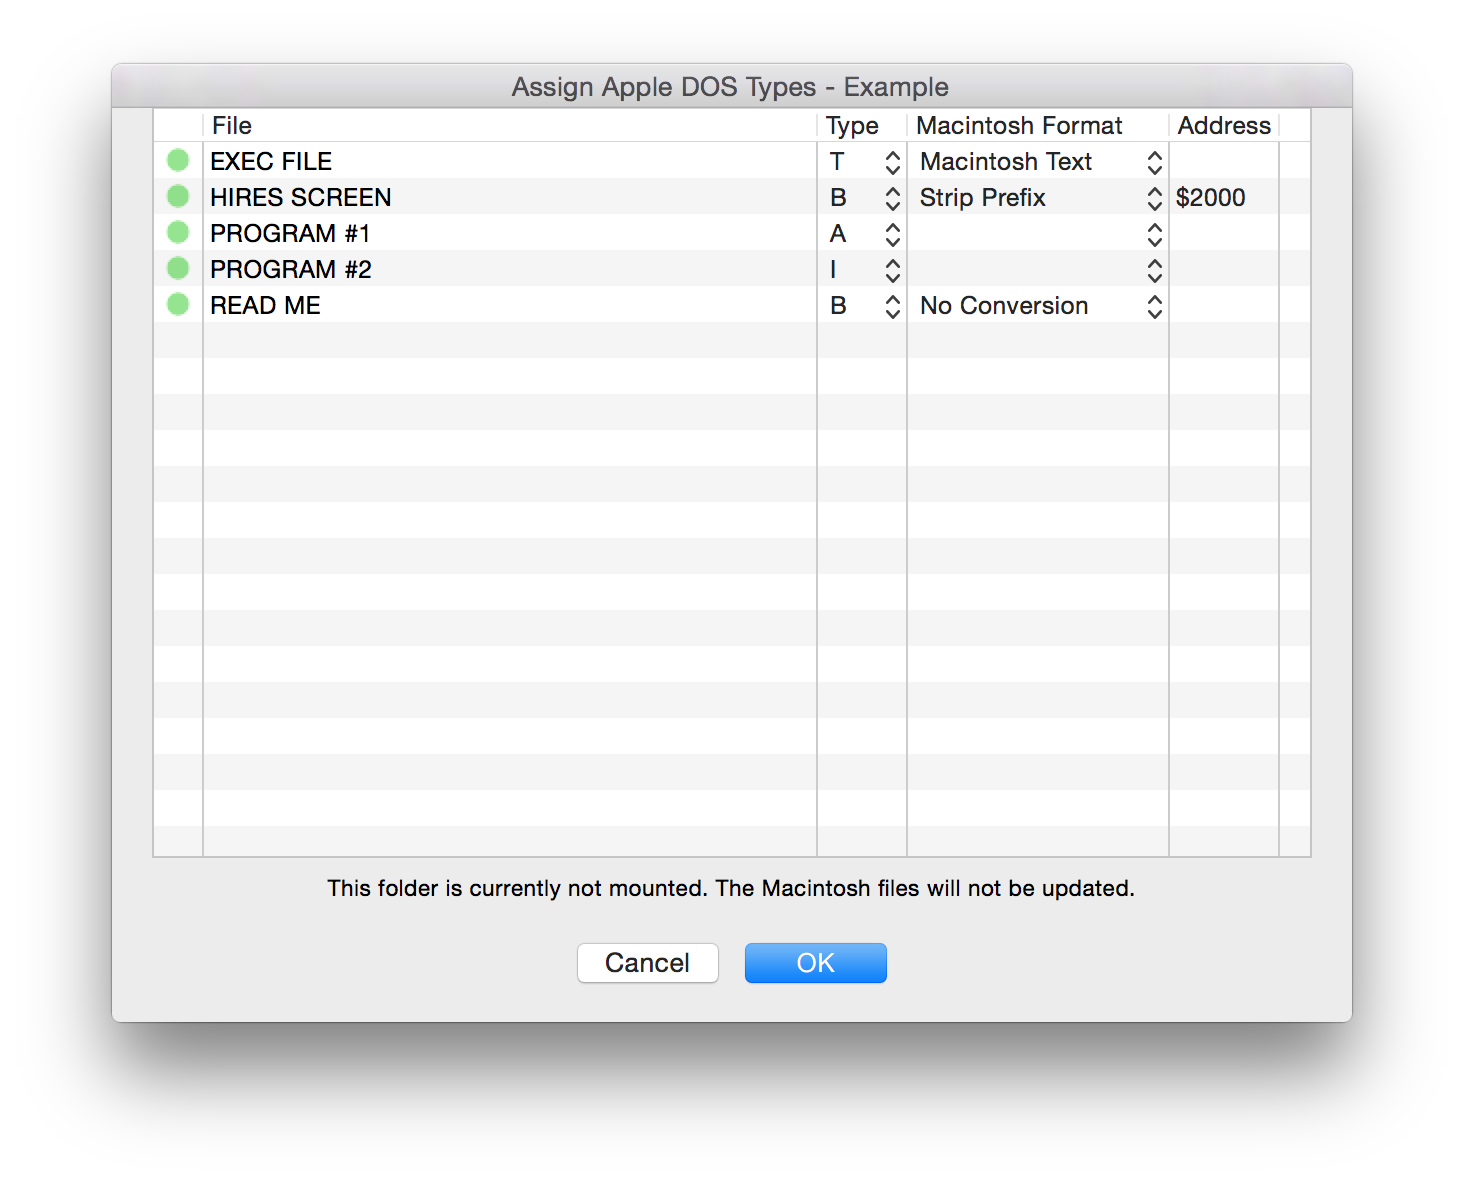 Assign Apple DOS Types - Example
File Type Macintosh Format Address
EXEC FILE T Macintosh Text
HIRES SCREEN B Strip Prefix $2000
PROGRAM #1 A
PROGRAM #2 I
READ ME B No Conversion
This folder is currently not mounted. The Macintosh files will not be updated.
Cancel OK